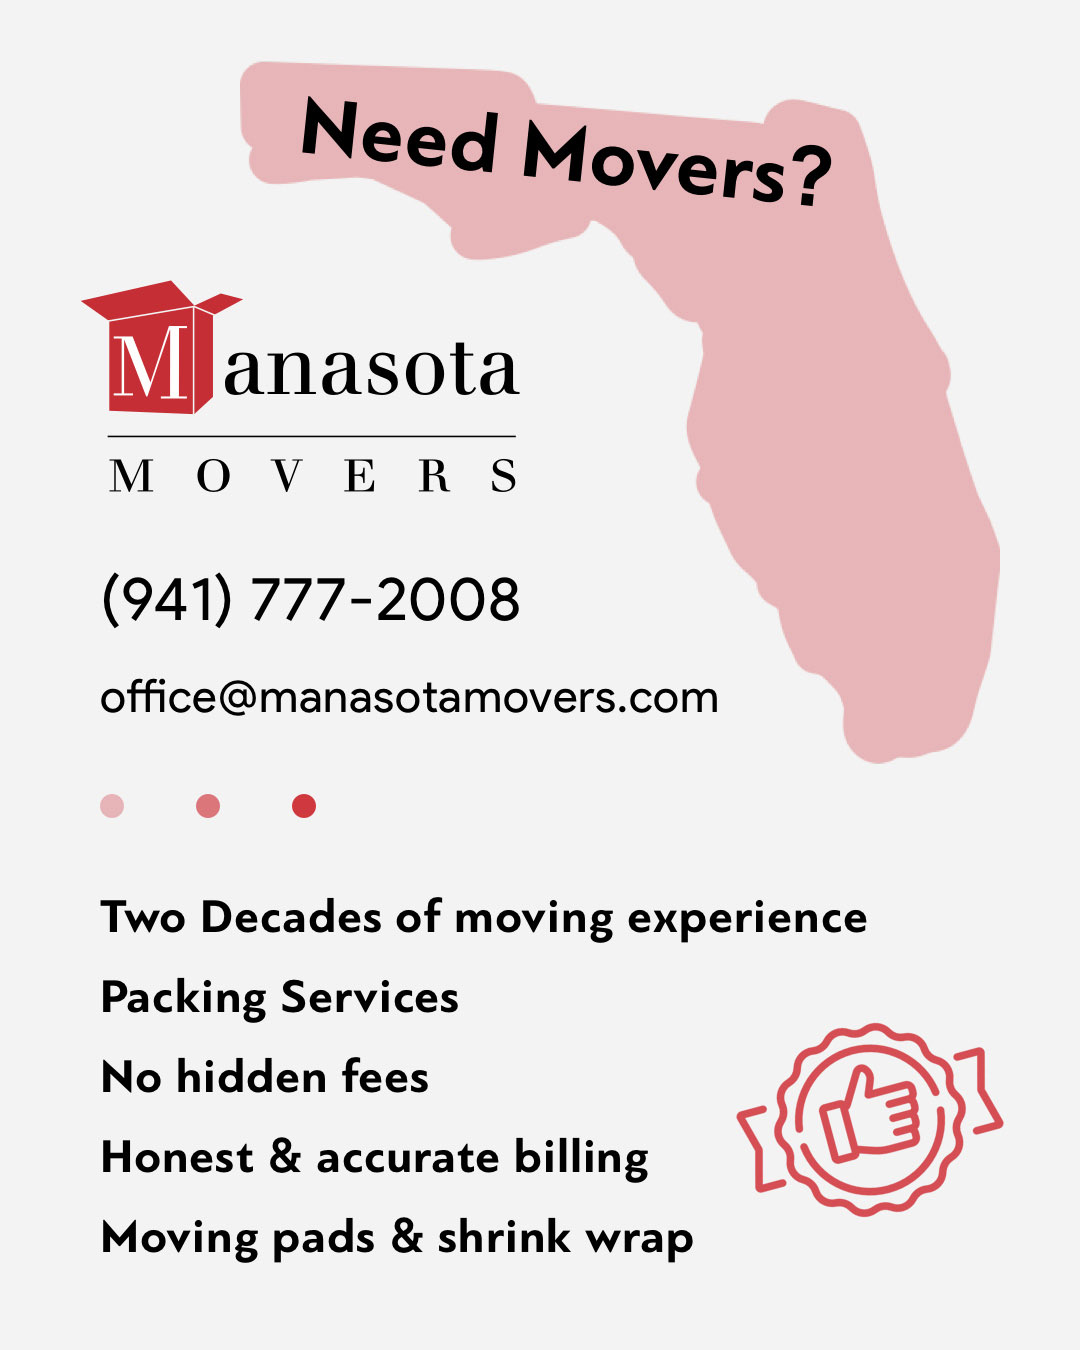 Need Movers?
Manasota
MOVERS
(941) 777-2008
office@manasotamovers.com
Two Decades of moving experience
Packing Services
No hidden fees
Honest & accurate billing
Moving pads & shrink wrap